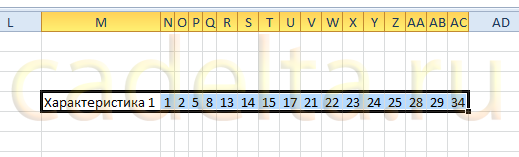 L M N O P Q R S T U V W X Y Z AA AB AC AD
Характеристика 1 1 2 5 8 13 14 15 17 21 22 23 24 25 28 29 34
cadelta.ru